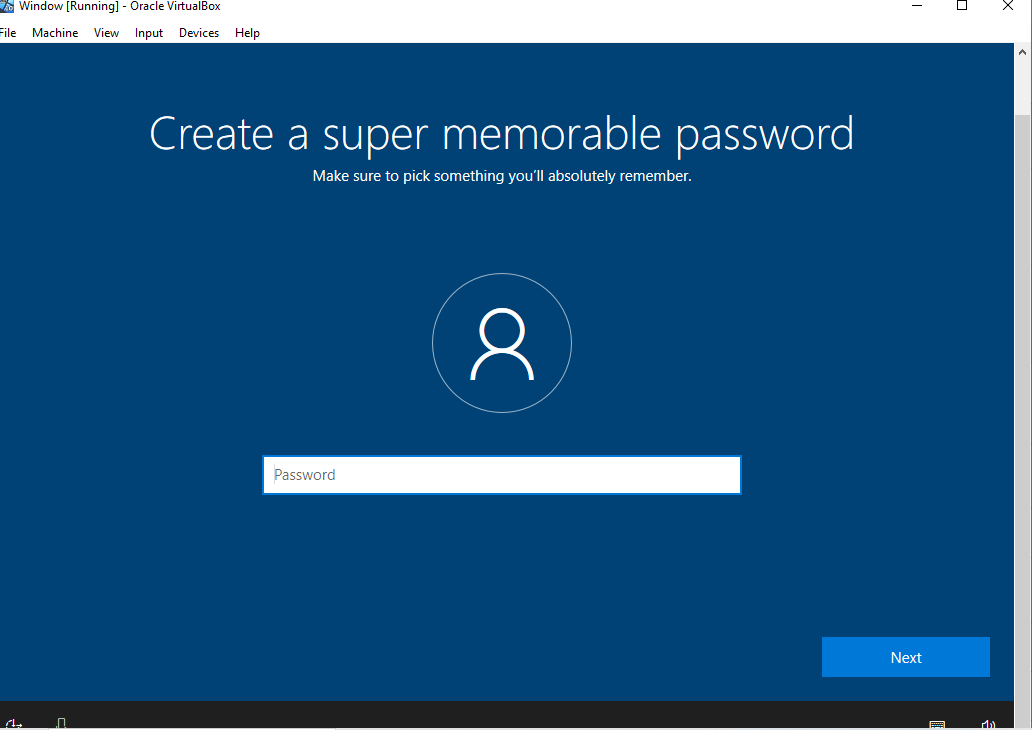 Window [Running] - Oracle VirtualBox
File Machine View Input Devices Help
Create a super memorable password
Make sure to pick something you'll absolutely remember.
Password
Next